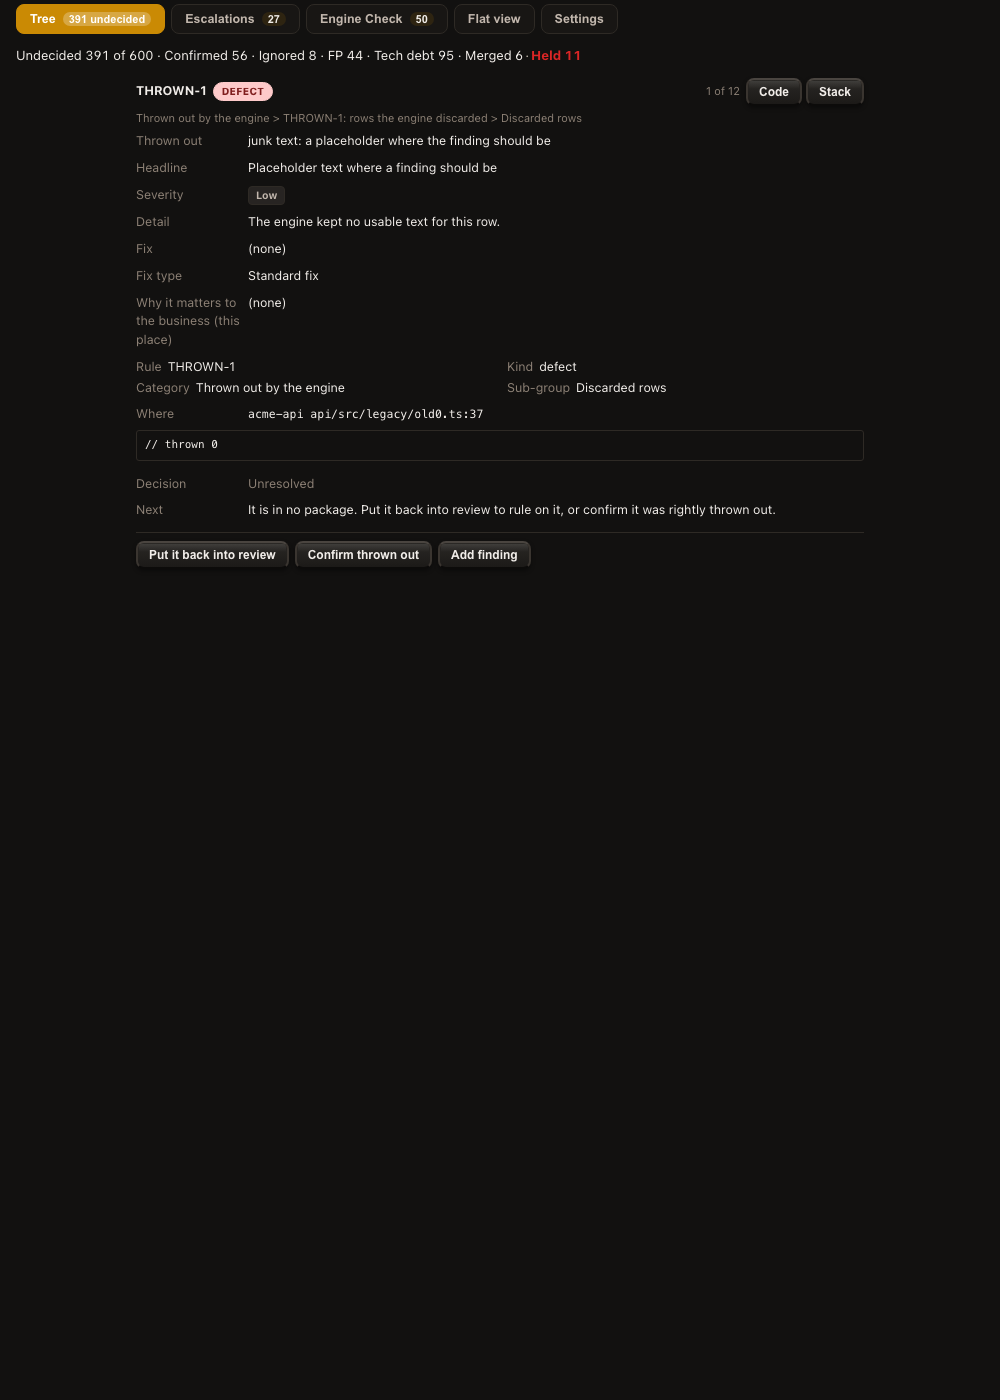 Tree 391 undecided Escalations 27 Engine Check 50 Flat view Settings
Undecided 391 of 600 · Confirmed 56 · Ignored 8 · FP 44 · Tech debt 95 · Merged 6 · Held 11
THROWN-1 DEFECT 1 of 12 Code Stack
Thrown out by the engine > THROWN-1: rows the engine discarded > Discarded rows
Thrown out junk text: a placeholder where the finding should be
Headline Placeholder text where a finding should be
Severity Low
Detail The engine kept no usable text for this row.
Fix (none)
Fix type Standard fix
Why it matters to (none)
the business (this
place)
Rule THROWN-1 Kind defect
Category Thrown out by the engine Sub-group Discarded rows
Where acme-api api/src/legacy/old0.ts:37
// thrown 0
Decision Unresolved
Next It is in no package. Put it back into review to rule on it, or confirm it was rightly thrown out.
Put it back into review Confirm thrown out Add finding